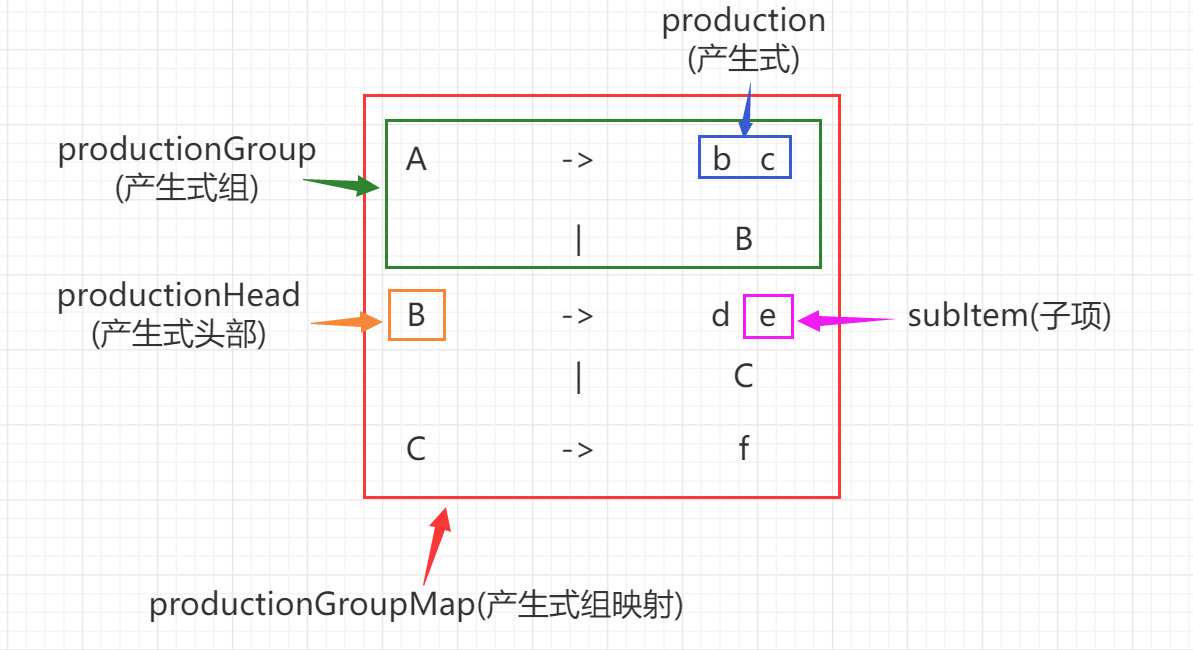 production
(产生式)
productionGroup
(产生式组)
A -> b c
| B
productionHead
(产生式头部)
B -> d e
subItem(子项)
| C
C -> f
productionGroupMap(产生式组映射)